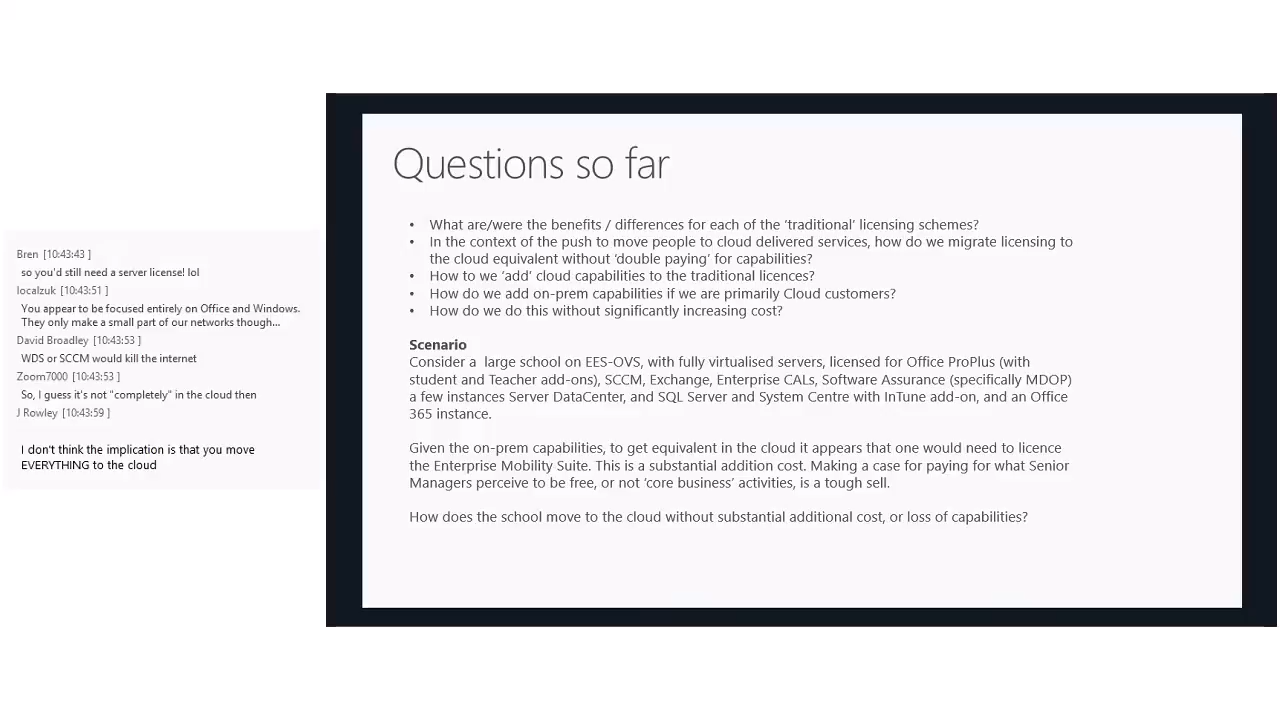 Bren [10:43:43 ]
so you'd still need a server license! lol
localzuk [10:43:51 ]
You appear to be focused entirely on Office and Windows.
They only make a small part of our networks though...
David Broadley [10:43:53 ]
WDS or SCCM would kill the internet
Zoom7000 [10:43:53 ]
So, I guess it's not "completely" in the cloud then
J Rowley [10:43:59 ]
I don't think the implication is that you move
EVERYTHING to the cloud
Questions so far
• What are/were the benefits / differences for each of the ‘traditional’ licensing schemes?
• In the context of the push to move people to cloud delivered services, how do we migrate licensing to
the cloud equivalent without ‘double paying’ for capabilities?
• How to we ‘add’ cloud capabilities to the traditional licences?
• How do we add on-prem capabilities if we are primarily Cloud customers?
• How do we do this without significantly increasing cost?
Scenario
Consider a large school on EES-OVS, with fully virtualised servers, licensed for Office ProPlus (with
student and Teacher add-ons), SCCM, Exchange, Enterprise CALs, Software Assurance (specifically MDOP)
a few instances Server DataCenter, and SQL Server and System Centre with InTune add-on, and an Office
365 instance.
Given the on-prem capabilities, to get equivalent in the cloud it appears that one would need to licence
the Enterprise Mobility Suite. This is a substantial addition cost. Making a case for paying for what Senior
Managers perceive to be free, or not ‘core business’ activities, is a tough sell.
How does the school move to the cloud without substantial additional cost, or loss of capabilities?